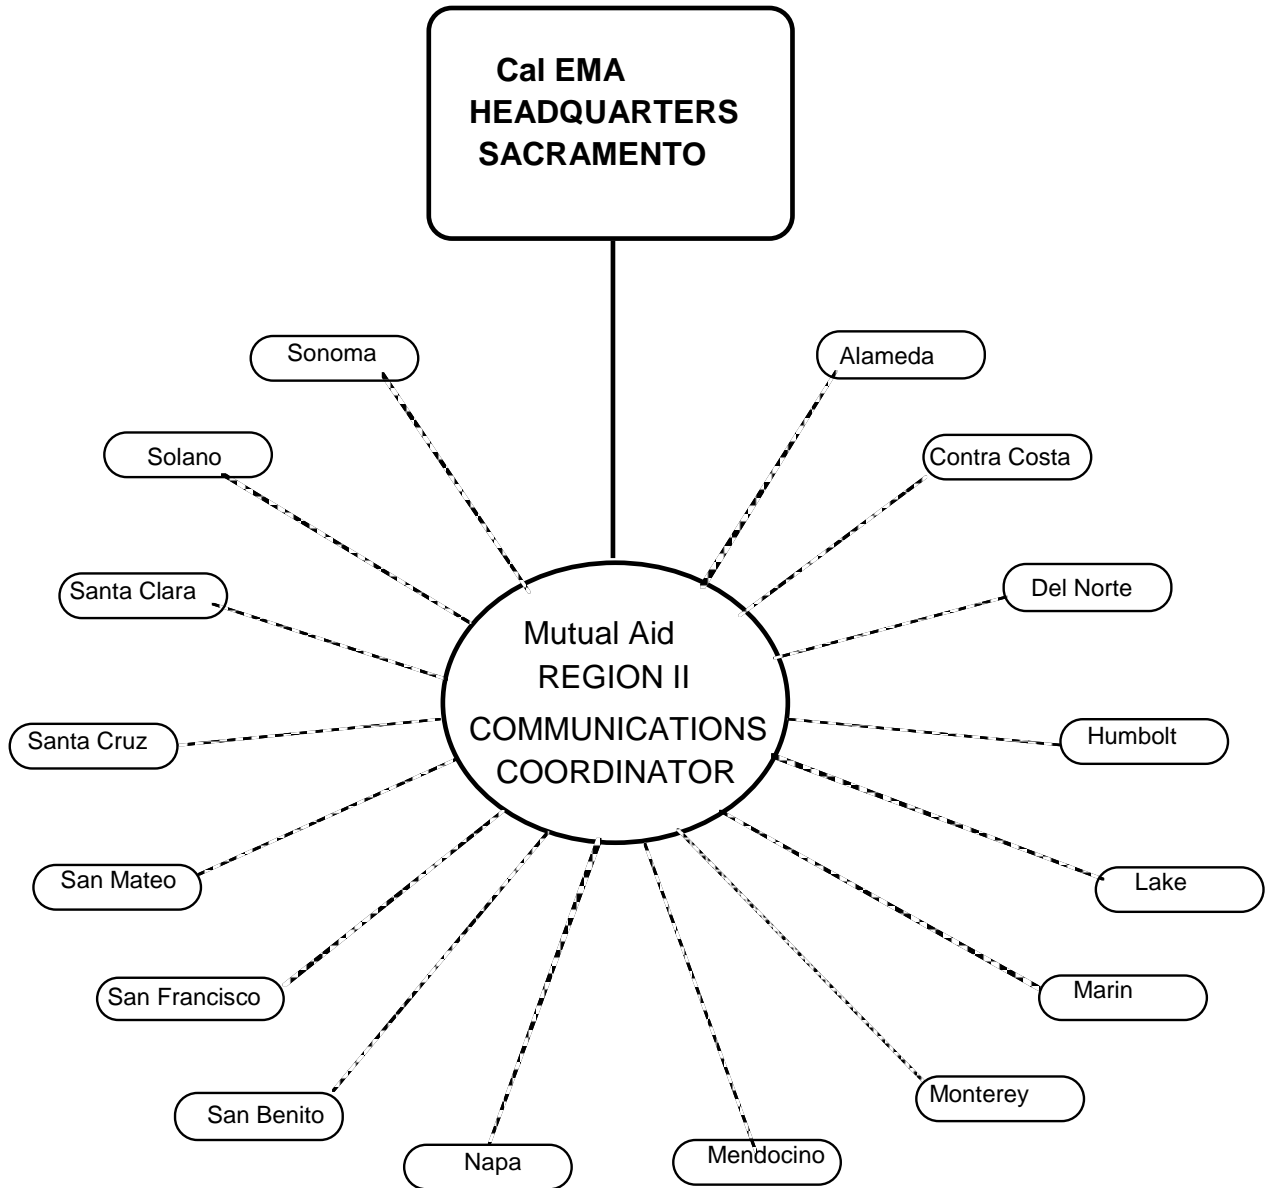 Cal EMA
HEADQUARTERS
SACRAMENTO
Sonoma
Alameda
Solano
Contra Costa
Santa Clara
Del Norte
Mutual Aid
REGION II
COMMUNICATIONS
COORDINATOR
Santa Cruz
Humbolt
San Mateo
Lake
San Francisco
Marin
San Benito
Monterey
Napa
Mendocino